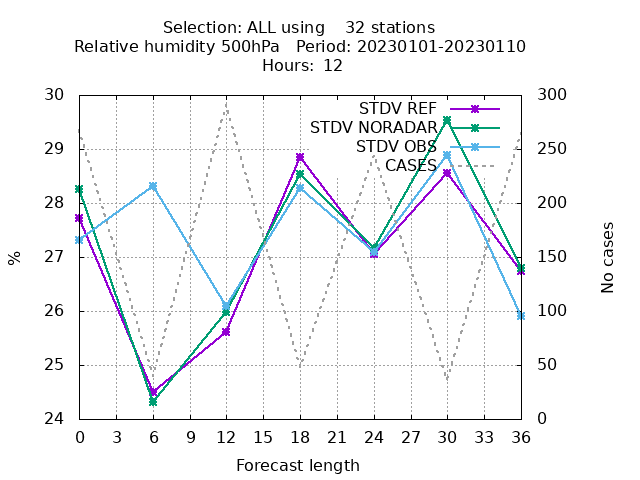 Selection: ALL using    32 stations
Relative humidity 500hPa   Period: 20230101-20230110
Hours:  12
30
29
28
27
26
25
24
300
250
200
150
100
50
0
STDV REF
STDV NORADAR
STDV OBS
CASES
%
No cases
0 3 6 9 12 15 18 21 24 27 30 33 36
Forecast length